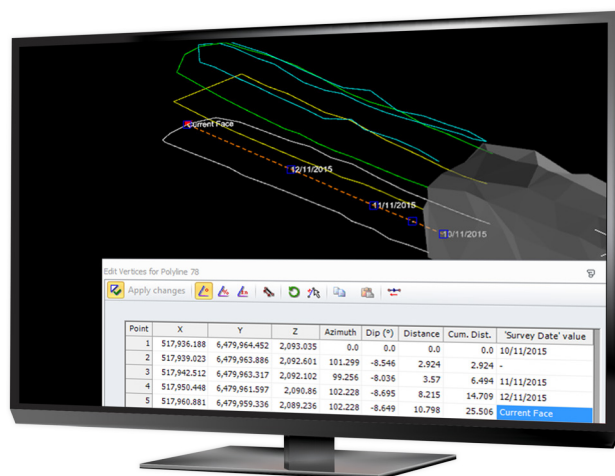 Current Face
12/11/2015
11/11/2015
10/11/2015
Edit Vertices for Polyline 78
Apply changes
Point X Y Z Azimuth Dip (°) Distance Cum. Dist. 'Survey Date' value
1 517,936.188 6,479,964.452 2,093.035 0.0 0.0 0.0 0.0 10/11/2015
2 517,939.023 6,479,963.886 2,092.601 101.299 -8.546 2.924 2.924 -
3 517,942.512 6,479,963.317 2,092.102 99.256 -8.036 3.57 6.494 11/11/2015
4 517,950.448 6,479,961.597 2,090.86 102.228 -8.695 8.215 14.709 12/11/2015
5 517,960.881 6,479,959.336 2,089.236 102.228 -8.649 10.798 25.506 Current Face